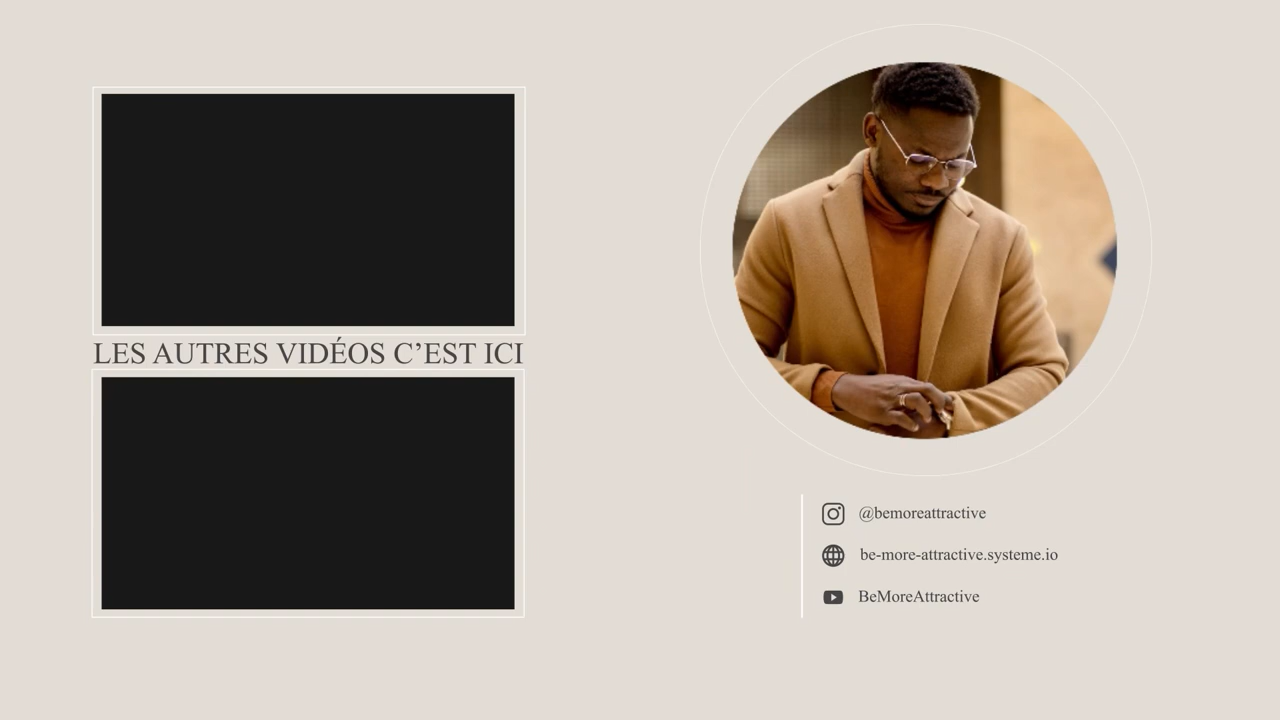 LES AUTRES VIDÉOS C’EST ICI
@bemoreattractive
be-more-attractive.systeme.io
BeMoreAttractive